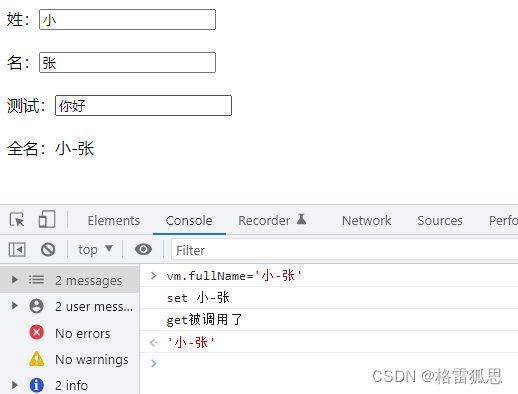 姓：小
名：张
测试：你好
全名：小-张
Elements Console Recorder Network Sources Perfo
top Filter
2 messages
2 user mess...
No errors
No warnings
2 info
vm.fullName='小-张'
set 小-张
get被调用了
'小-张'
CSDN @格雷狐思